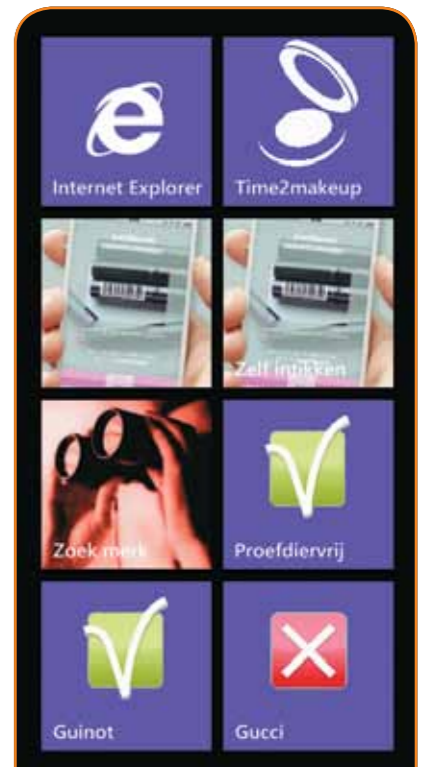 Internet Explorer
Time2makeup
Zelf intikken
Zoek merk
Proefdiervrij
Guinot
Gucci